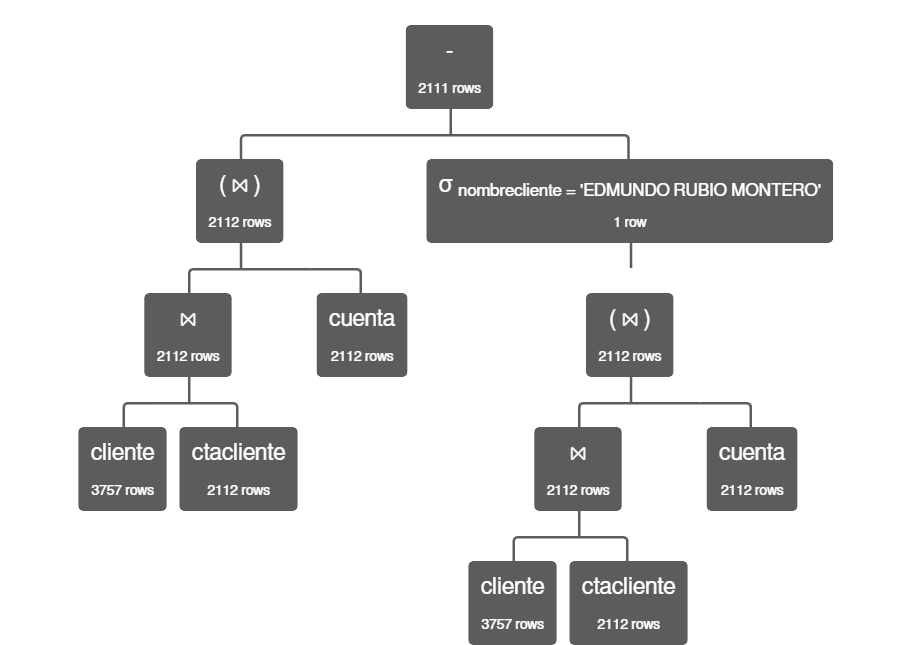 -
2111 rows
( ⋈ )
2112 rows
σ nombrecliente = 'EDMUNDO RUBIO MONTERO'
1 row
⋈
2112 rows
cuenta
2112 rows
( ⋈ )
2112 rows
cliente
3757 rows
ctacliente
2112 rows
⋈
2112 rows
cuenta
2112 rows
cliente
3757 rows
ctacliente
2112 rows